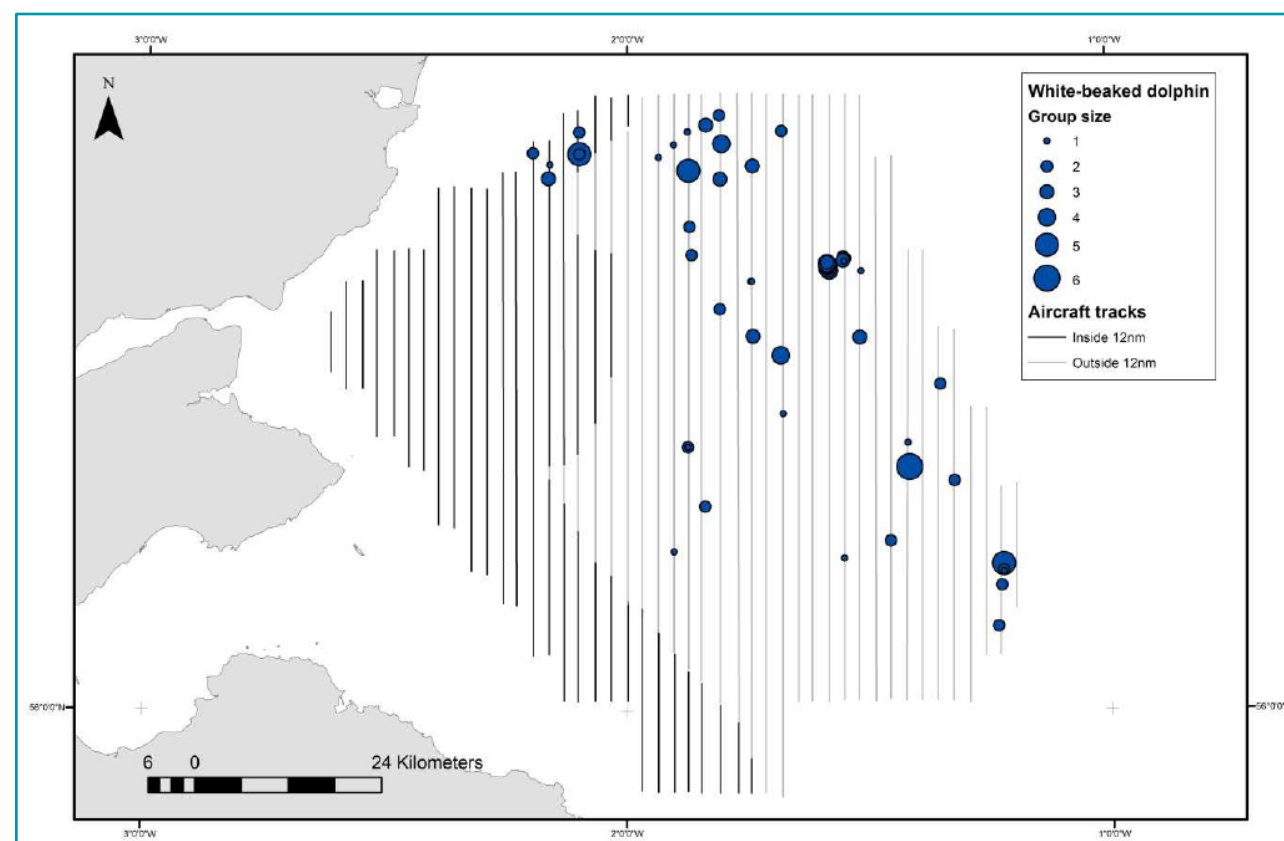 3°0'0"W 2°0'0"W 1°0'0"W
N
White-beaked dolphin
Group size
1
2
3
4
5
6
Aircraft tracks
Inside 12nm
Outside 12nm
56°0'0"N 56°0'0"
6 0 24 Kilometers
3°0'0"W 2°0'0"W 1°0'0"W